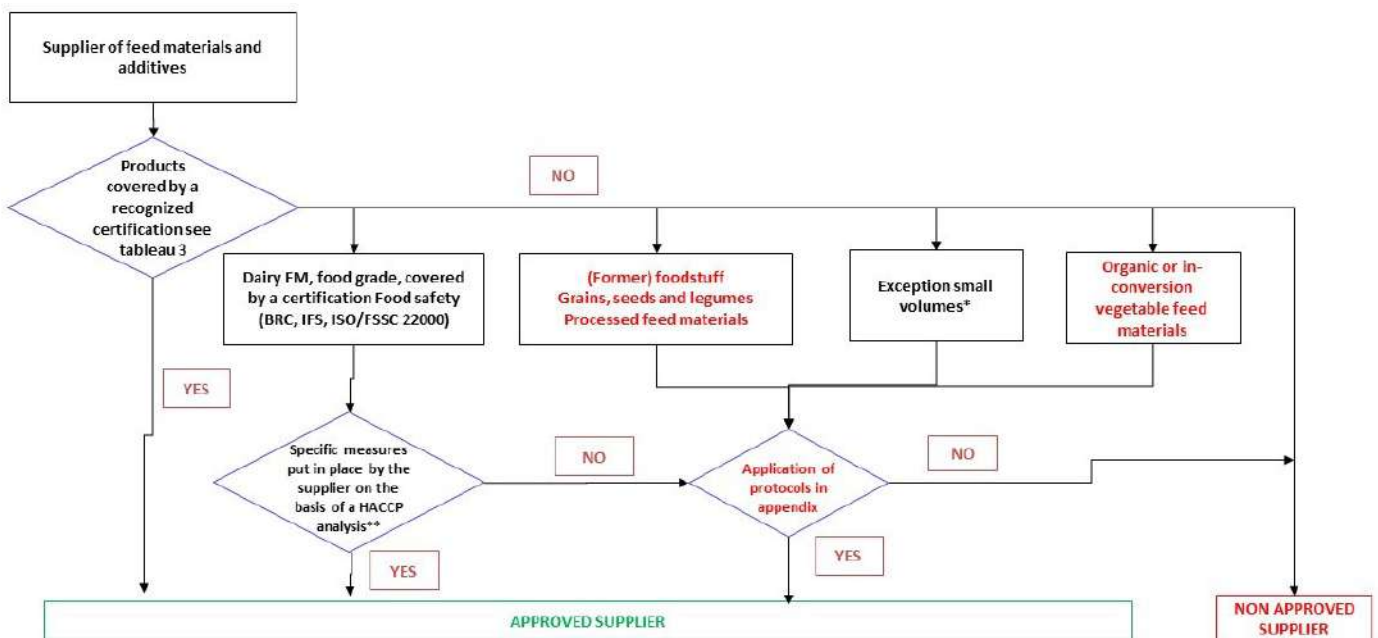 Supplier of feed materials and
additives
Products
covered by a
recognized
certification see
tableau 3
NO
Dairy FM, food grade, covered
by a certification Food safety
(BRC, IFS, ISO/FSSC 22000)
(Former) foodstuff
Grains, seeds and legumes
Processed feed materials
Exception small
volumes*
Organic or in-
conversion
vegetable feed
materials
YES
Specific measures
put in place by the
supplier on the
basis of a HACCP
analysis**
NO
Application of
protocols in
appendix
NO
YES
YES
APPROVED SUPPLIER
NON APPROVED
SUPPLIER